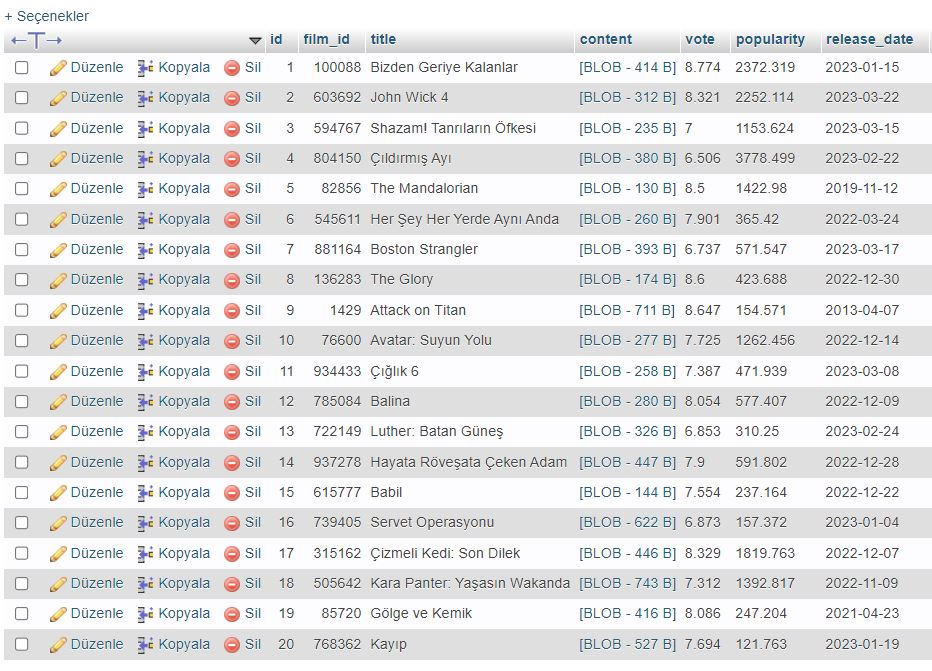 + Seçenekler
←T→ id film_id title content vote popularity release_date
Düzenle Kopyala Sil 1 100088 Bizden Geriye Kalanlar [BLOB - 414 B] 8.774 2372.319 2023-01-15
Düzenle Kopyala Sil 2 603692 John Wick 4 [BLOB - 312 B] 8.321 2252.114 2023-03-22
Düzenle Kopyala Sil 3 594767 Shazam! Tanrıların Öfkesi [BLOB - 235 B] 7 1153.624 2023-03-15
Düzenle Kopyala Sil 4 804150 Çıldırmış Ayı [BLOB - 380 B] 6.506 3778.499 2023-02-22
Düzenle Kopyala Sil 5 82856 The Mandalorian [BLOB - 130 B] 8.5 1422.98 2019-11-12
Düzenle Kopyala Sil 6 545611 Her Şey Her Yerde Aynı Anda [BLOB - 260 B] 7.901 365.42 2022-03-24
Düzenle Kopyala Sil 7 881164 Boston Strangler [BLOB - 393 B] 6.737 571.547 2023-03-17
Düzenle Kopyala Sil 8 136283 The Glory [BLOB - 174 B] 8.6 423.688 2022-12-30
Düzenle Kopyala Sil 9 1429 Attack on Titan [BLOB - 711 B] 8.647 154.571 2013-04-07
Düzenle Kopyala Sil 10 76600 Avatar: Suyun Yolu [BLOB - 277 B] 7.725 1262.456 2022-12-14
Düzenle Kopyala Sil 11 934433 Çığlık 6 [BLOB - 258 B] 7.387 471.939 2023-03-08
Düzenle Kopyala Sil 12 785084 Balina [BLOB - 280 B] 8.054 577.407 2022-12-09
Düzenle Kopyala Sil 13 722149 Luther: Batan Güneş [BLOB - 326 B] 6.853 310.25 2023-02-24
Düzenle Kopyala Sil 14 937278 Hayata Röveşata Çeken Adam [BLOB - 447 B] 7.9 591.802 2022-12-28
Düzenle Kopyala Sil 15 615777 Babil [BLOB - 144 B] 7.554 237.164 2022-12-22
Düzenle Kopyala Sil 16 739405 Servet Operasyonu [BLOB - 622 B] 6.873 157.372 2023-01-04
Düzenle Kopyala Sil 17 315162 Çizmeli Kedi: Son Dilek [BLOB - 446 B] 8.329 1819.763 2022-12-07
Düzenle Kopyala Sil 18 505642 Kara Panter: Yaşasın Wakanda [BLOB - 743 B] 7.312 1392.817 2022-11-09
Düzenle Kopyala Sil 19 85720 Gölge ve Kemik [BLOB - 416 B] 8.086 247.204 2021-04-23
Düzenle Kopyala Sil 20 768362 Kayıp [BLOB - 527 B] 7.694 121.763 2023-01-19